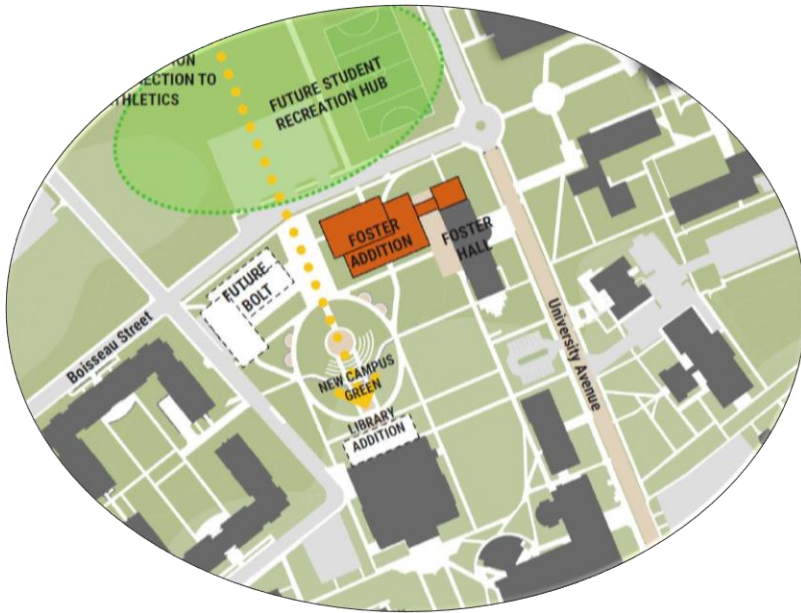 ECTION TO
THLETICS
FUTURE STUDENT
RECREATION HUB
FOSTER
ADDITION
FOSTER
HALL
FUTURE
BOLT
Boisseau Street
NEW CAMPUS
GREEN
University Avenue
LIBRARY
ADDITION